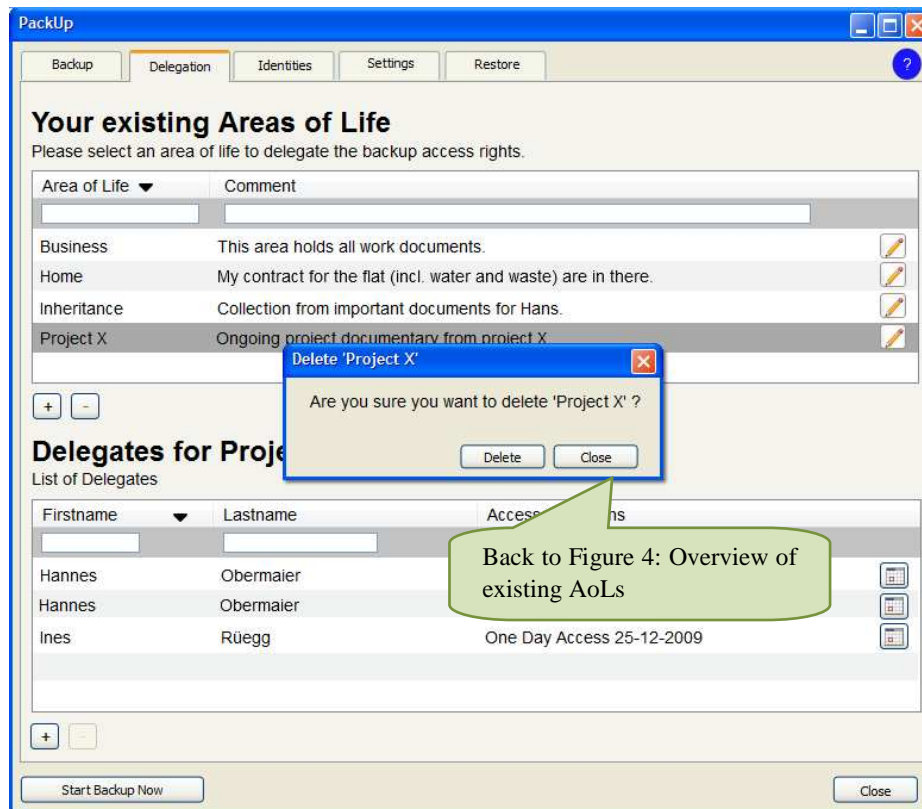 PackUp
Backup Delegation Identities Settings Restore ?
Your existing Areas of Life
Please select an area of life to delegate the backup access rights.
Area of Life Comment
Business This area holds all work documents.
Home My contract for the flat (incl. water and waste) are in there.
Inheritance Collection from important documents for Hans.
Project X Ongoing project documentary from project X
Delete 'Project X'
Are you sure you want to delete 'Project X' ?
Delete Close
+ -
Delegates for Proje
List of Delegates
Firstname Lastname Access
Back to Figure 4: Overview of
existing AoLs
Hannes Obermaier
Hannes Obermaier
Ines Rüegg One Day Access 25-12-2009
+ -
Start Backup Now Close